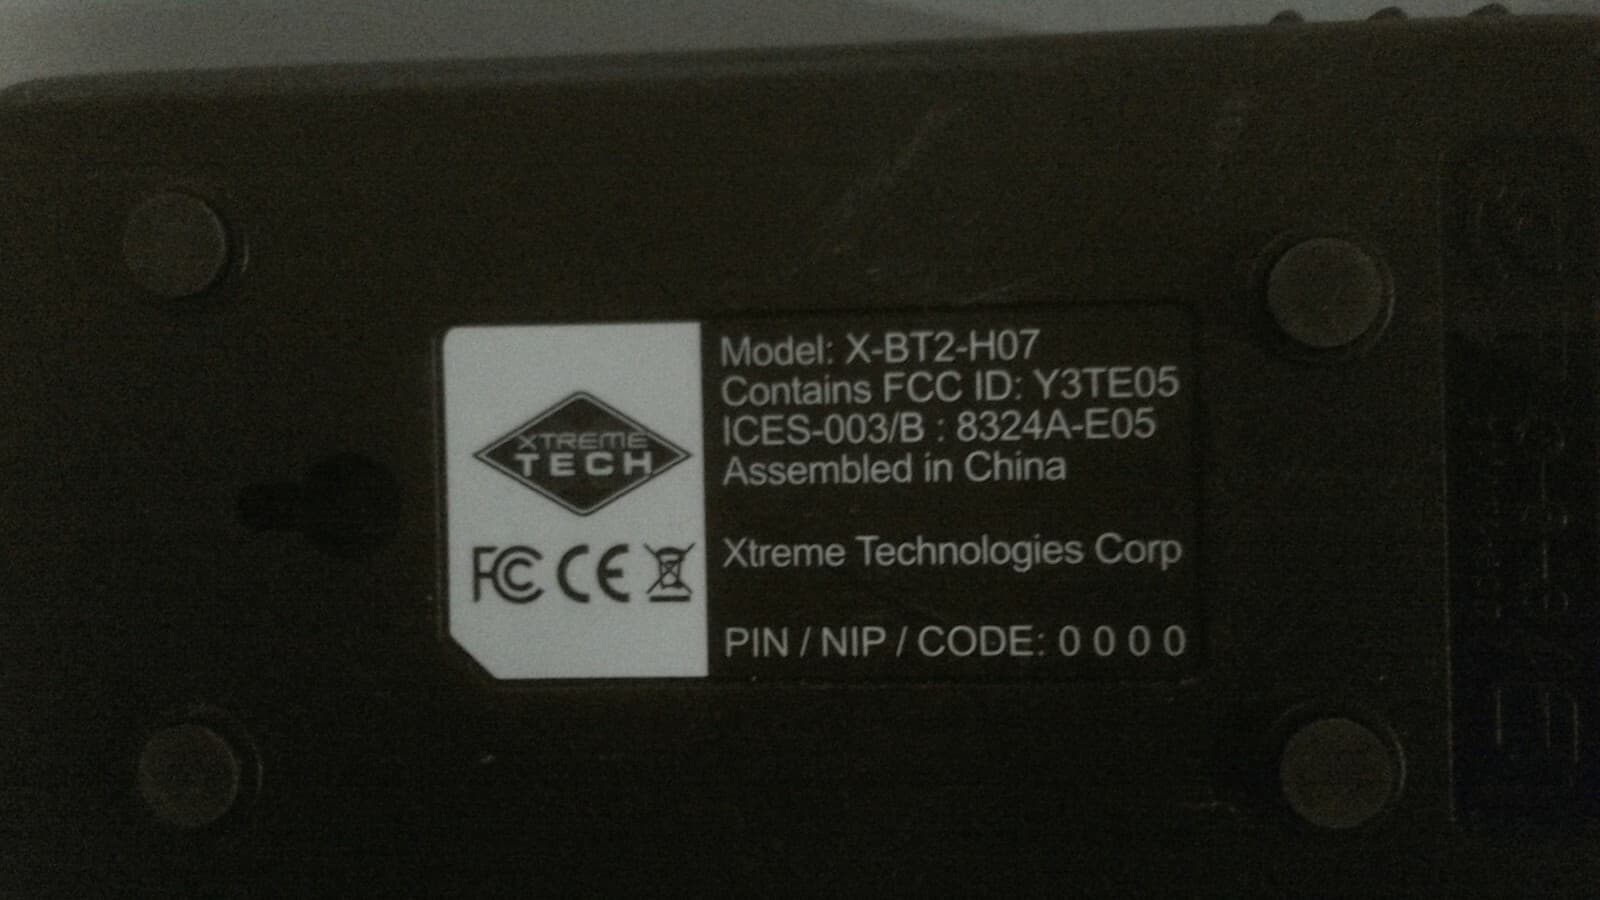 XTREME
TECH
FC CE
Model: X-BT2-H07
Contains FCC ID: Y3TE05
ICES-003/B : 8324A-E05
Assembled in China
Xtreme Technologies Corp
PIN / NIP / CODE: 0 0 0 0